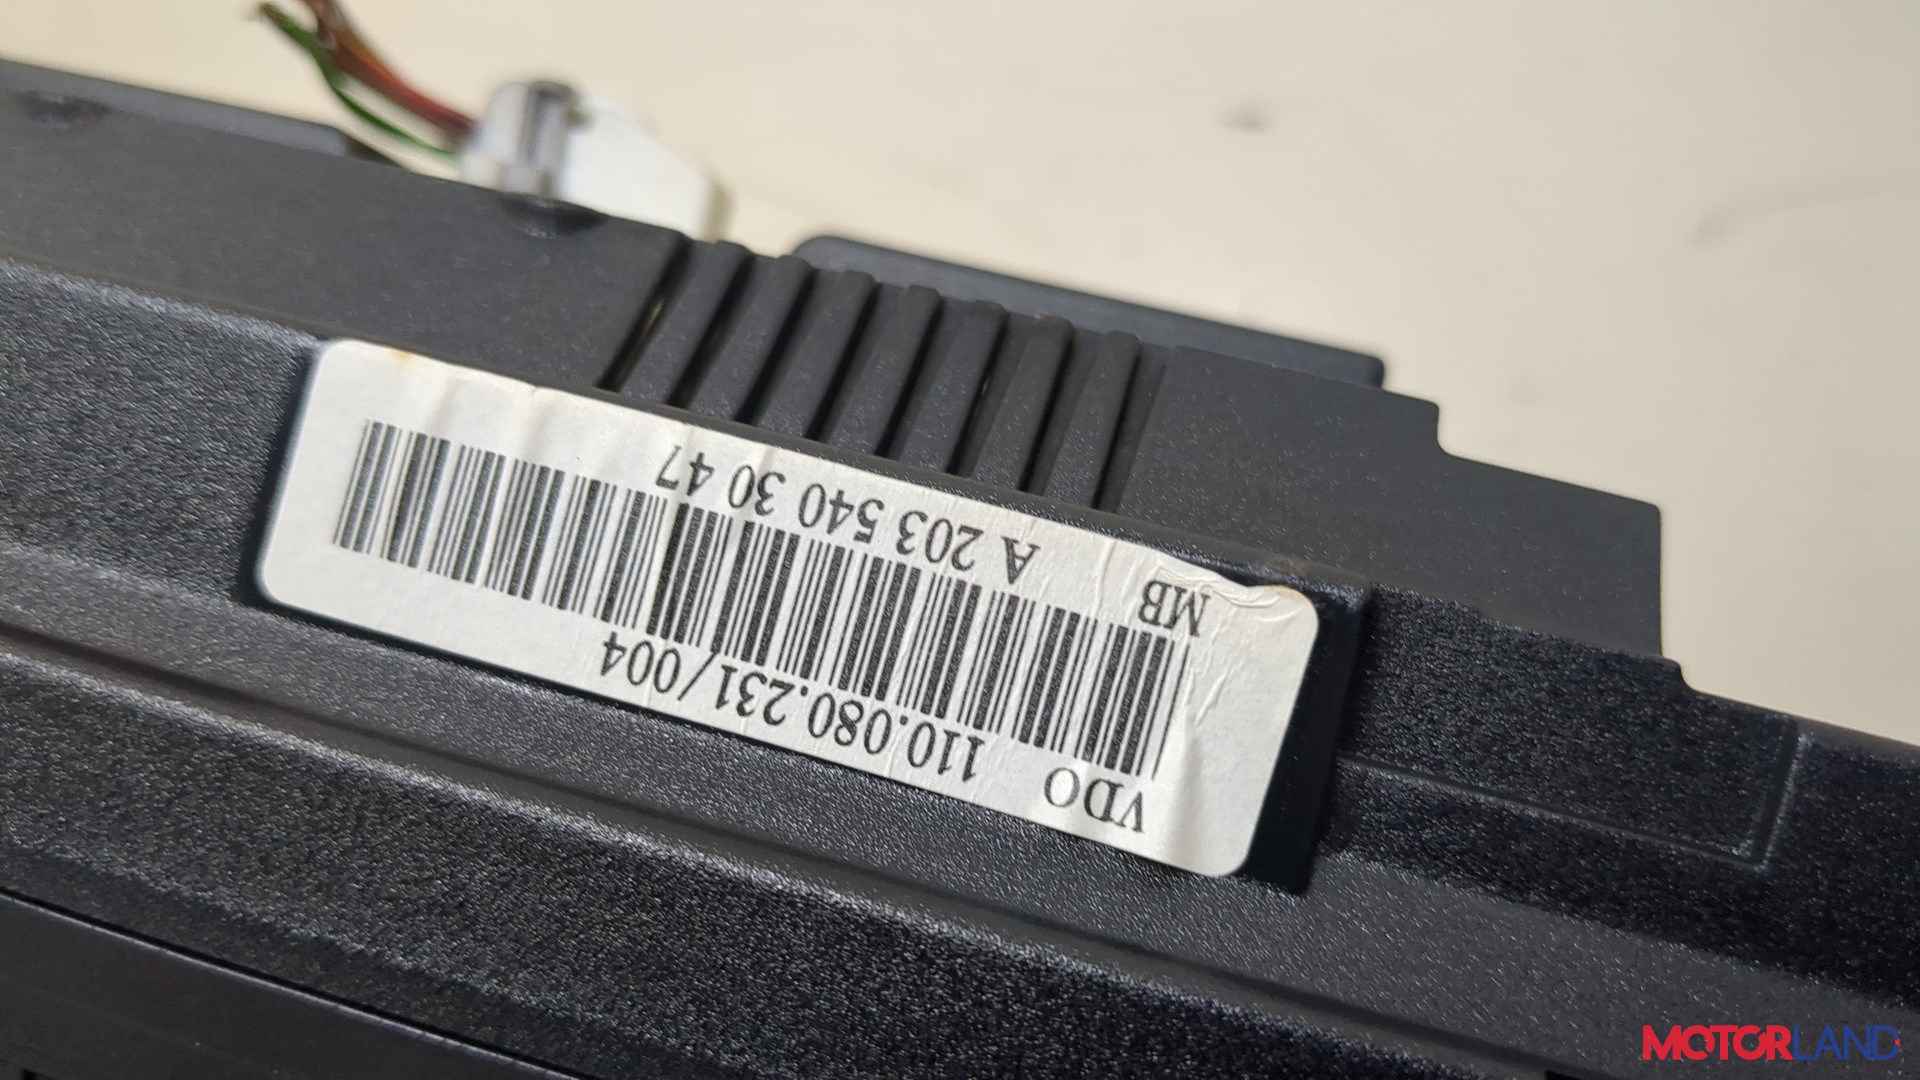 VDO 110.080.231/004
MB A 203 540 30 47
MOTORLAND